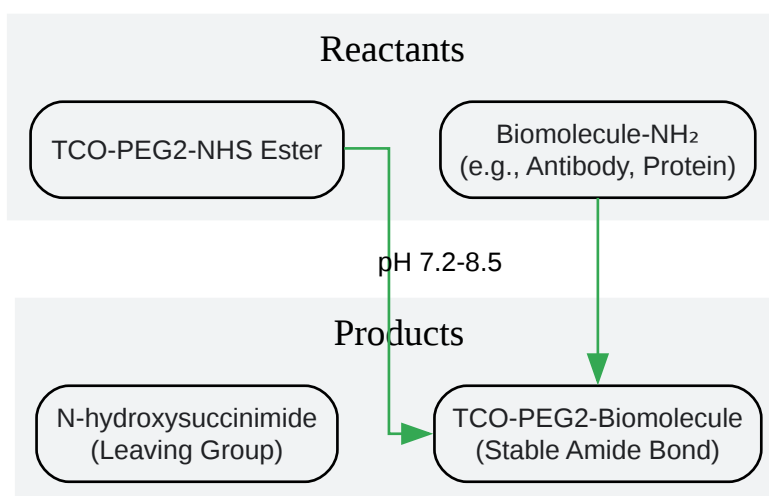 Reactants
TCO-PEG2-NHS Ester
Biomolecule-NH₂
(e.g., Antibody, Protein)
pH 7.2-8.5
Products
N-hydroxysuccinimide
(Leaving Group)
TCO-PEG2-Biomolecule
(Stable Amide Bond)